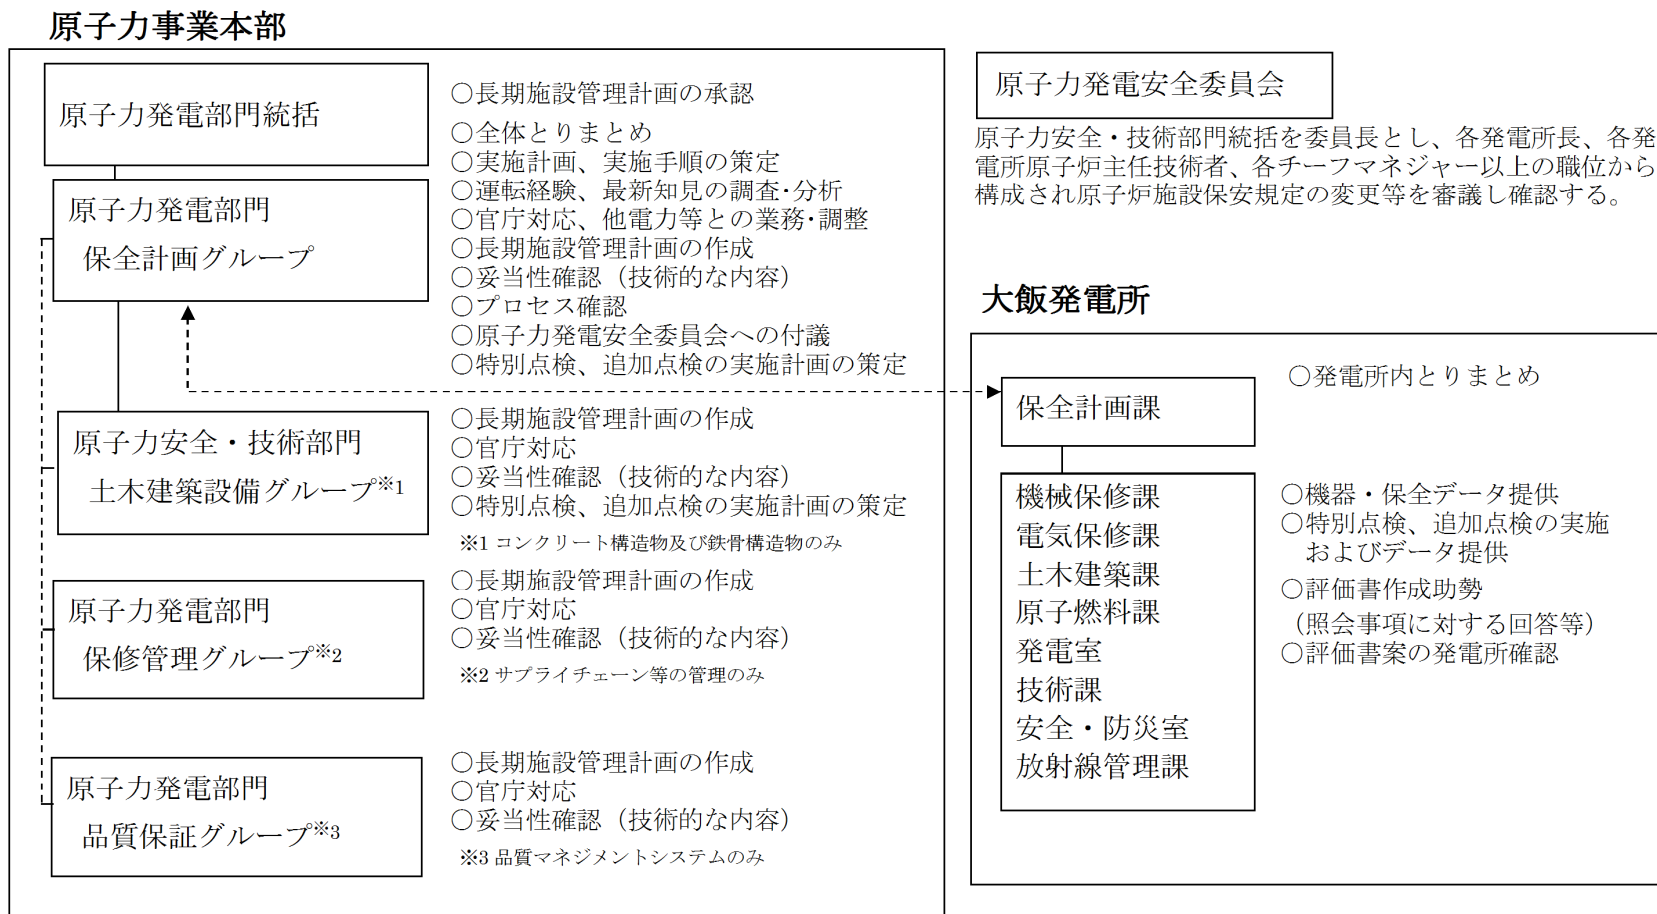 原子力事業本部
原子力発電部門統括
○長期施設管理計画の承認
原子力発電部門
保全計画グループ
○全体とりまとめ
○実施計画、実施手順の策定
○運転経験、最新知見の調査･分析
○官庁対応、他電力等との業務･調整
○長期施設管理計画の作成
○妥当性確認（技術的な内容）
○プロセス確認
○原子力発電安全委員会への付議
○特別点検、追加点検の実施計画の策定
原子力安全・技術部門
土木建築設備グループ※1
○長期施設管理計画の作成
○官庁対応
○妥当性確認（技術的な内容）
○特別点検、追加点検の実施計画の策定
※1 コンクリート構造物及び鉄骨構造物のみ
原子力発電部門
保修管理グループ※2
○長期施設管理計画の作成
○官庁対応
○妥当性確認（技術的な内容）
※2 サプライチェーン等の管理のみ
原子力発電部門
品質保証グループ※3
○長期施設管理計画の作成
○官庁対応
○妥当性確認（技術的な内容）
※3 品質マネジメントシステムのみ
原子力発電安全委員会
原子力安全・技術部門統括を委員長とし、各発電所長、各発
電所原子炉主任技術者、各チーフマネジャー以上の職位から
構成され原子炉施設保安規定の変更等を審議し確認する。
大飯発電所
保全計画課
○発電所内とりまとめ
機械保修課
電気保修課
土木建築課
原子燃料課
発電室
技術課
安全・防災室
放射線管理課
○機器・保全データ提供
○特別点検、追加点検の実施
およびデータ提供
○評価書作成助勢
（照会事項に対する回答等）
○評価書案の発電所確認